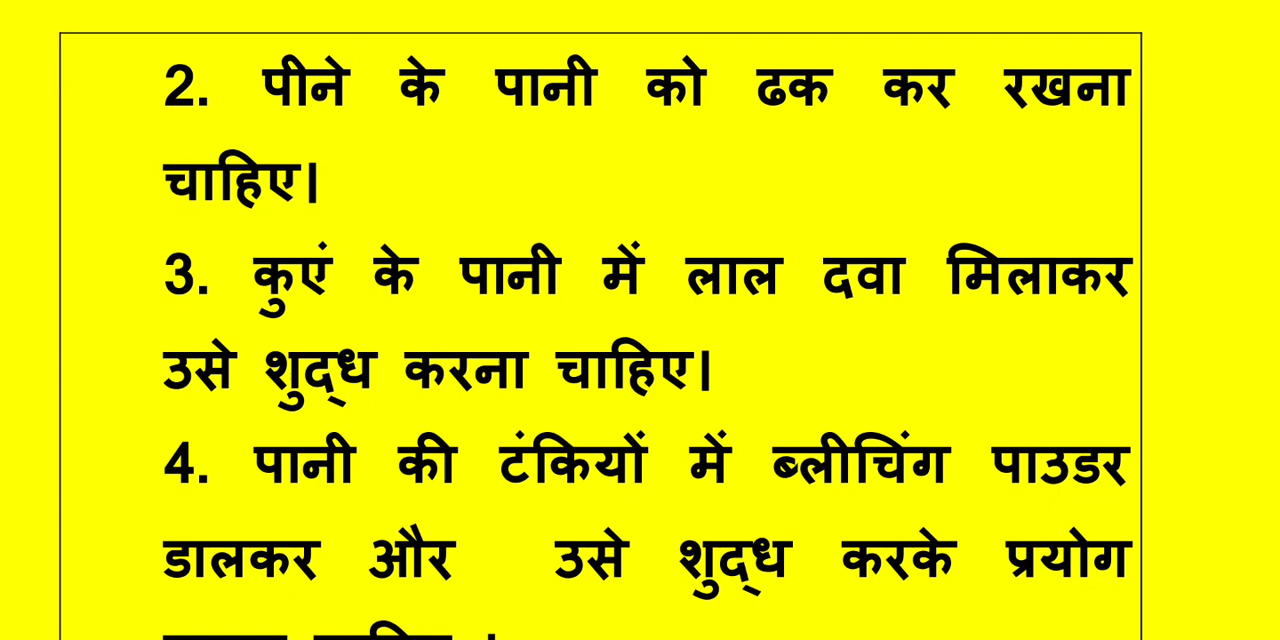 2. पीने के पानी को ढक कर रखना
चाहिए।
3. कुएं के पानी में लाल दवा मिलाकर
उसे शुद्ध करना चाहिए।
4. पानी की टंकियों में ब्लीचिंग पाउडर
डालकर और उसे शुद्ध करके प्रयोग